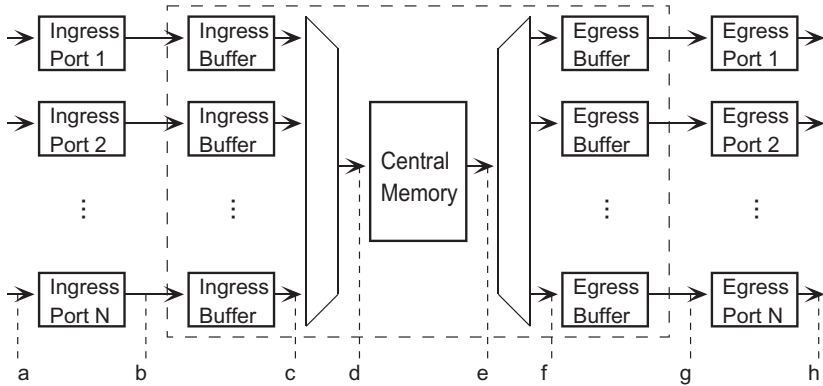 Ingress
Port 1
Ingress
Buffer
Egress
Buffer
Egress
Port 1
Ingress
Port 2
Ingress
Buffer
Egress
Buffer
Egress
Port 2
Central
Memory
...
...
...
...
Ingress
Port N
Ingress
Buffer
Egress
Buffer
Egress
Port N
a b c d e f g h